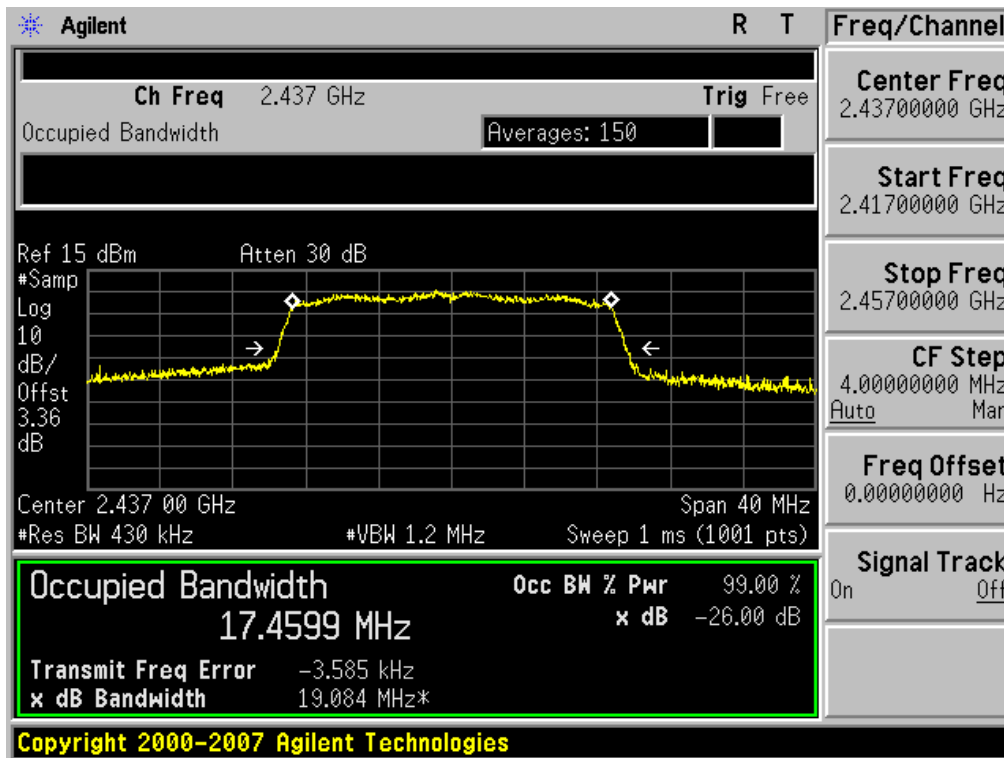 Agilent R T
Ch Freq 2.437 GHz Trig Free
Occupied Bandwidth Averages: 150
Ref 15 dBm Atten 30 dB
#Samp
Log
10
dB/
Offst
3.36
dB
Center 2.437 00 GHz Span 40 MHz
#Res BW 430 kHz #VBW 1.2 MHz Sweep 1 ms (1001 pts)
Occupied Bandwidth Occ BW % Pwr 99.00 %
17.4599 MHz x dB -26.00 dB
Transmit Freq Error -3.585 kHz
x dB Bandwidth 19.084 MHz*
Copyright 2000-2007 Agilent Technologies
Freq/Channel
Center Freq
2.43700000 GHz
Start Freq
2.41700000 GHz
Stop Freq
2.45700000 GHz
CF Step
4.00000000 MHz
Auto Man
Freq Offset
0.00000000 Hz
Signal Track
On Off